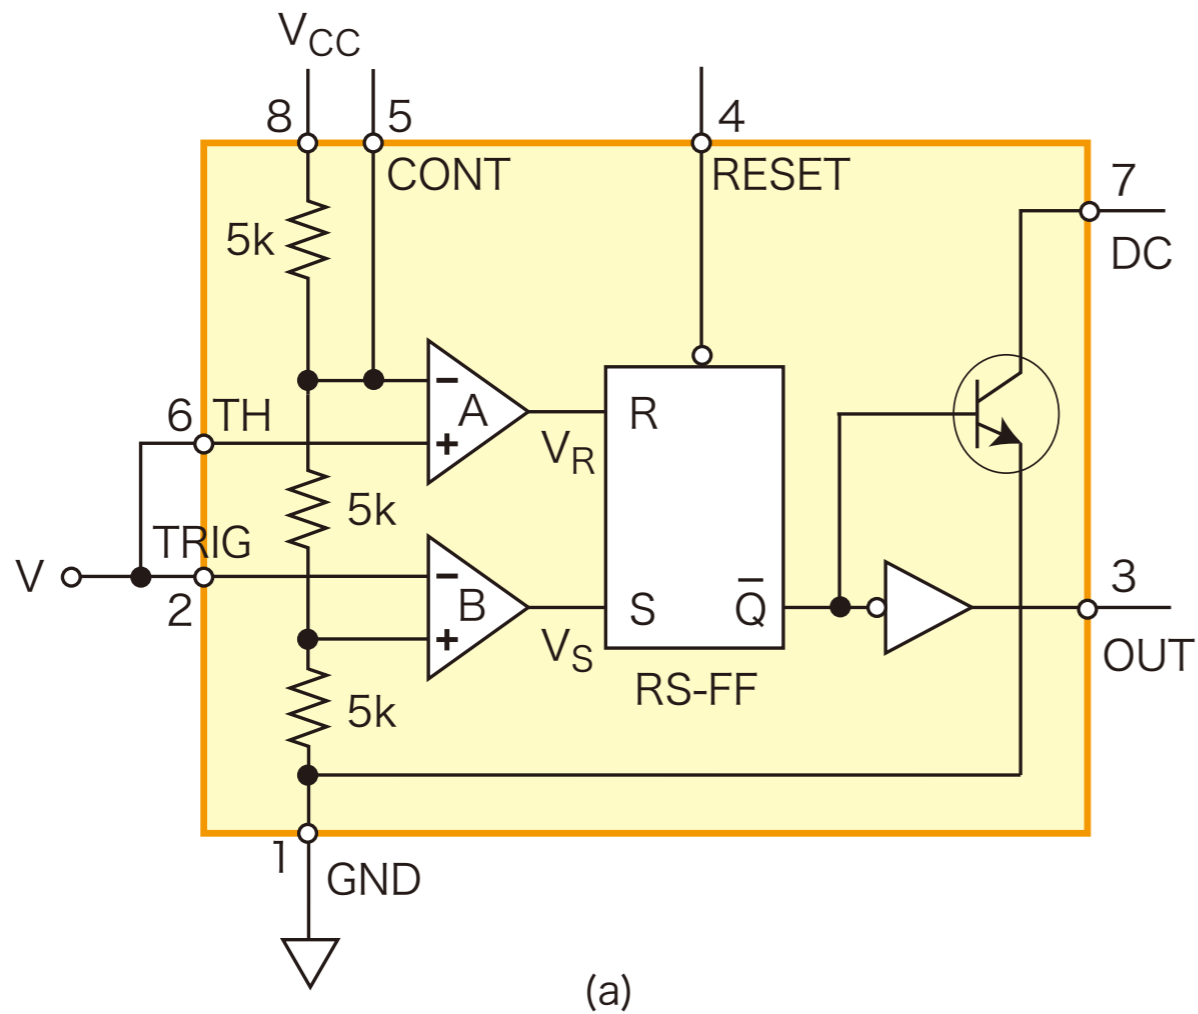 VCC
8
5
4
CONT
RESET
7
5k
DC
A
6
TH
R
VR
5k
TRIG
V
2
B
S
Q̅
3
VS
OUT
5k
RS-FF
1
GND
(a)
-
+
-
+